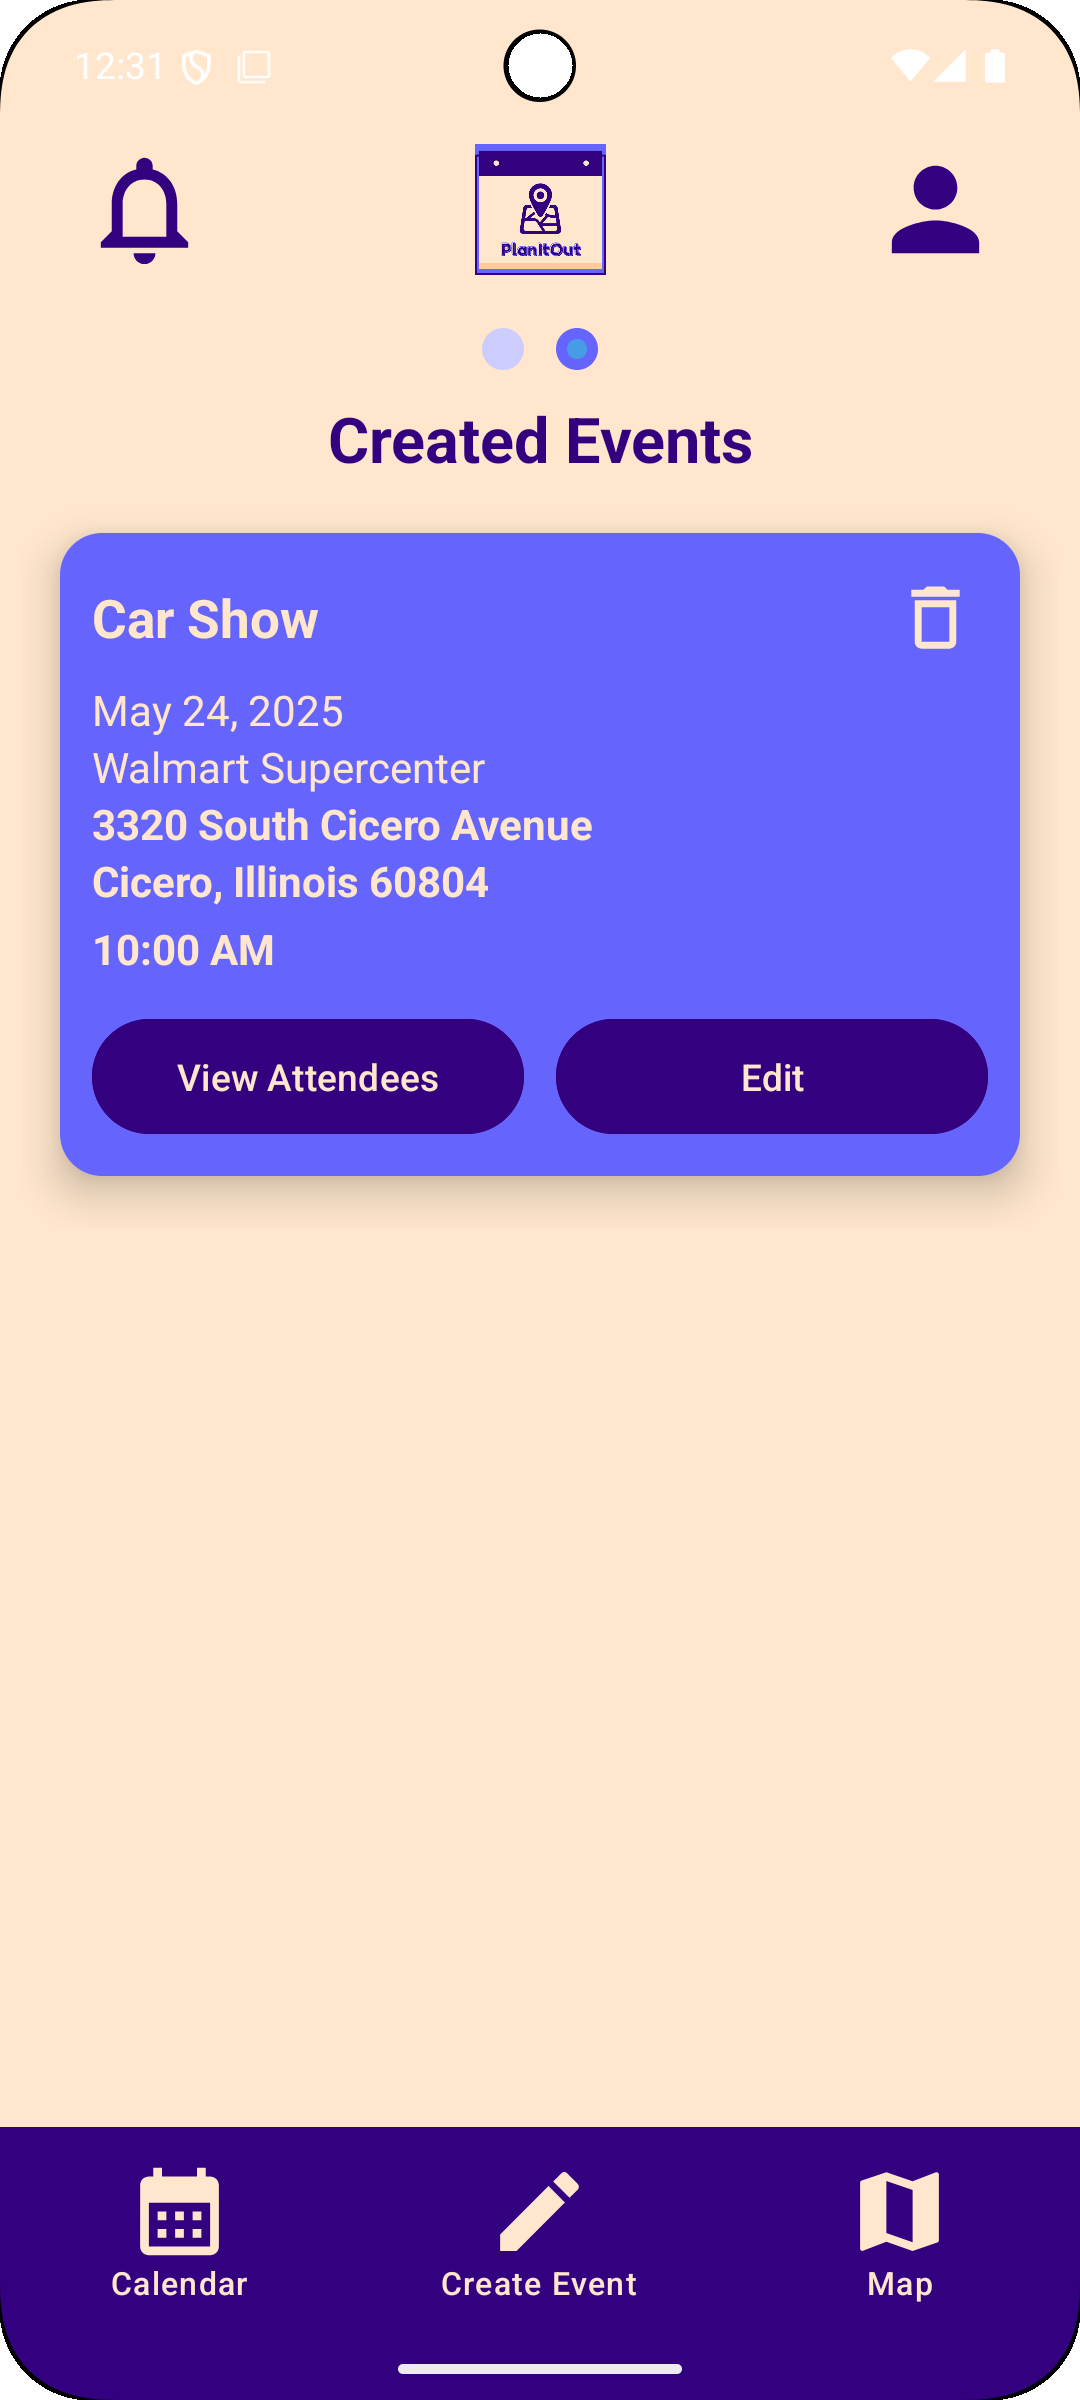 12:31
PlanItOut
Created Events
Car Show
May 24, 2025
Walmart Supercenter
3320 South Cicero Avenue
Cicero, Illinois 60804
10:00 AM
View Attendees
Edit
Calendar
Create Event
Map